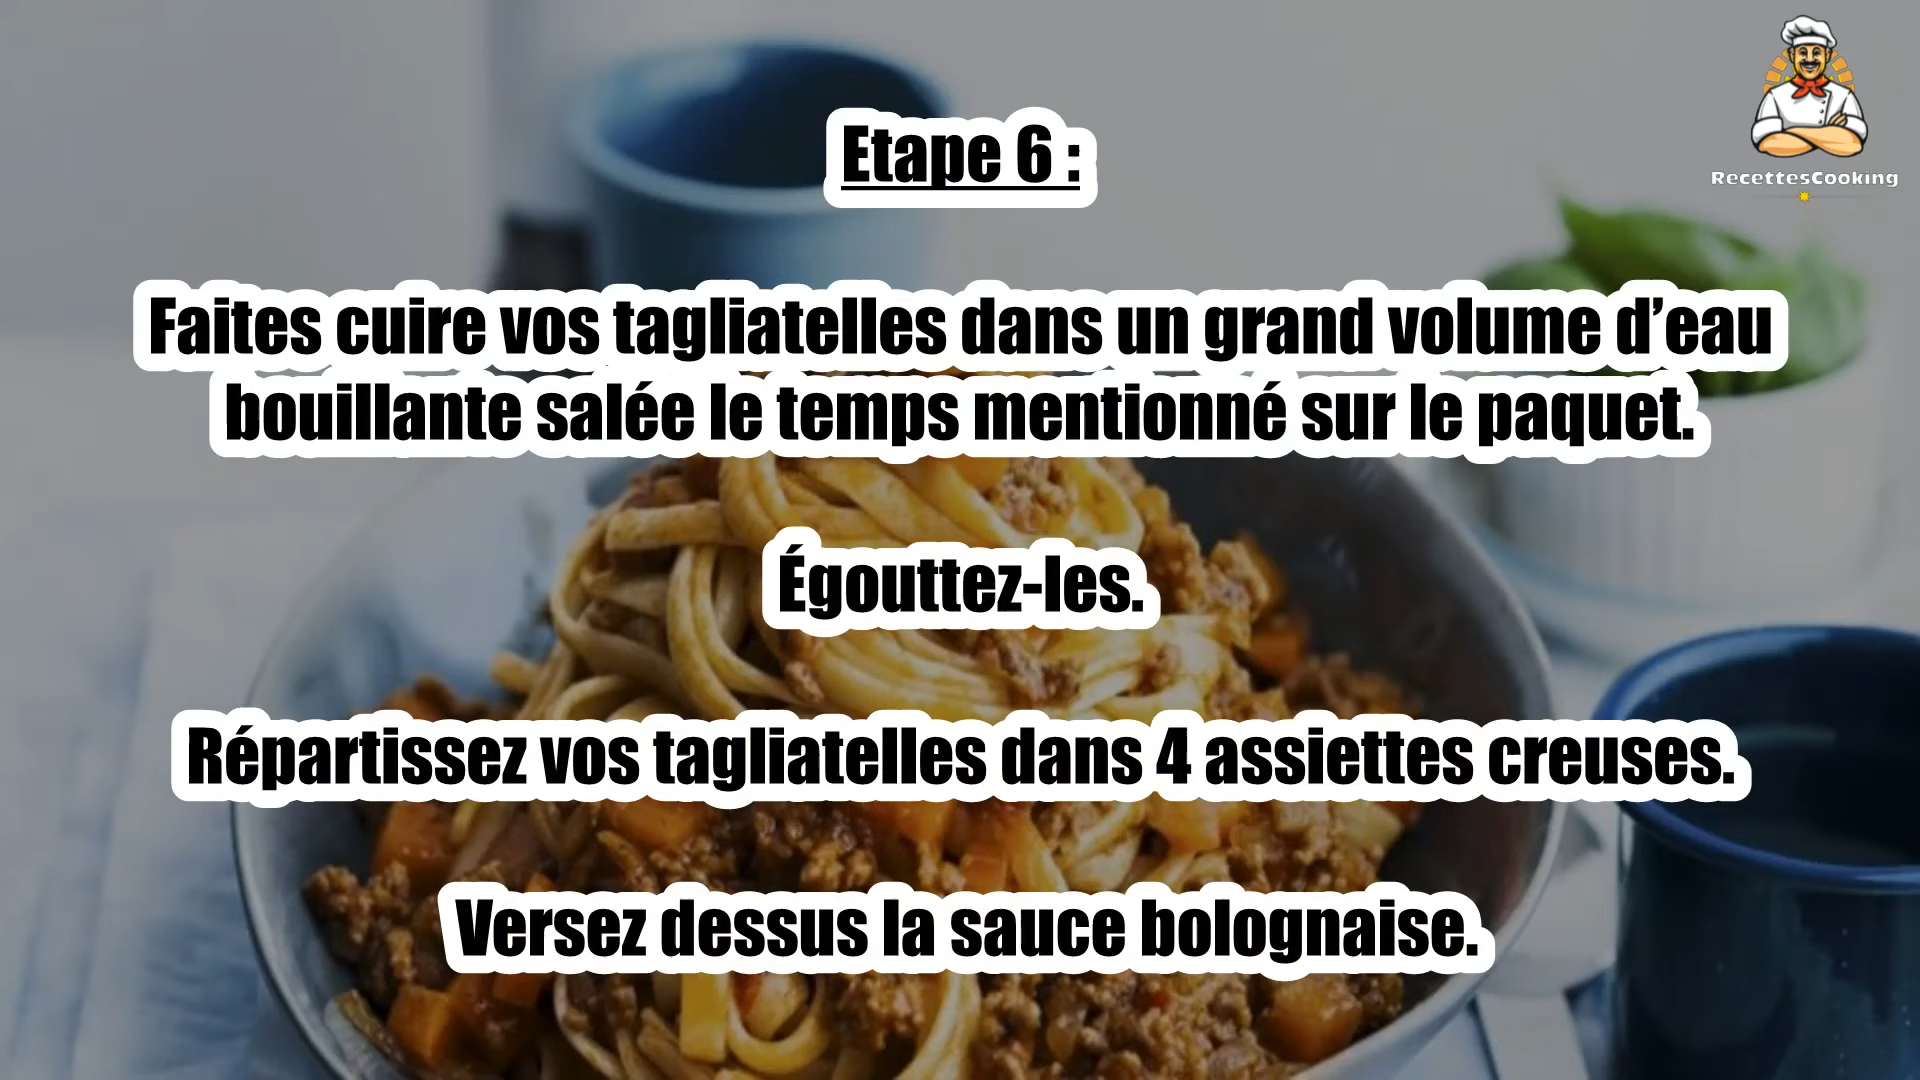 RecettesCooking
Etape 6 :
Faites cuire vos tagliatelles dans un grand volume d’eau
bouillante salée le temps mentionné sur le paquet.
Égouttez-les.
Répartissez vos tagliatelles dans 4 assiettes creuses.
Versez dessus la sauce bolognaise.